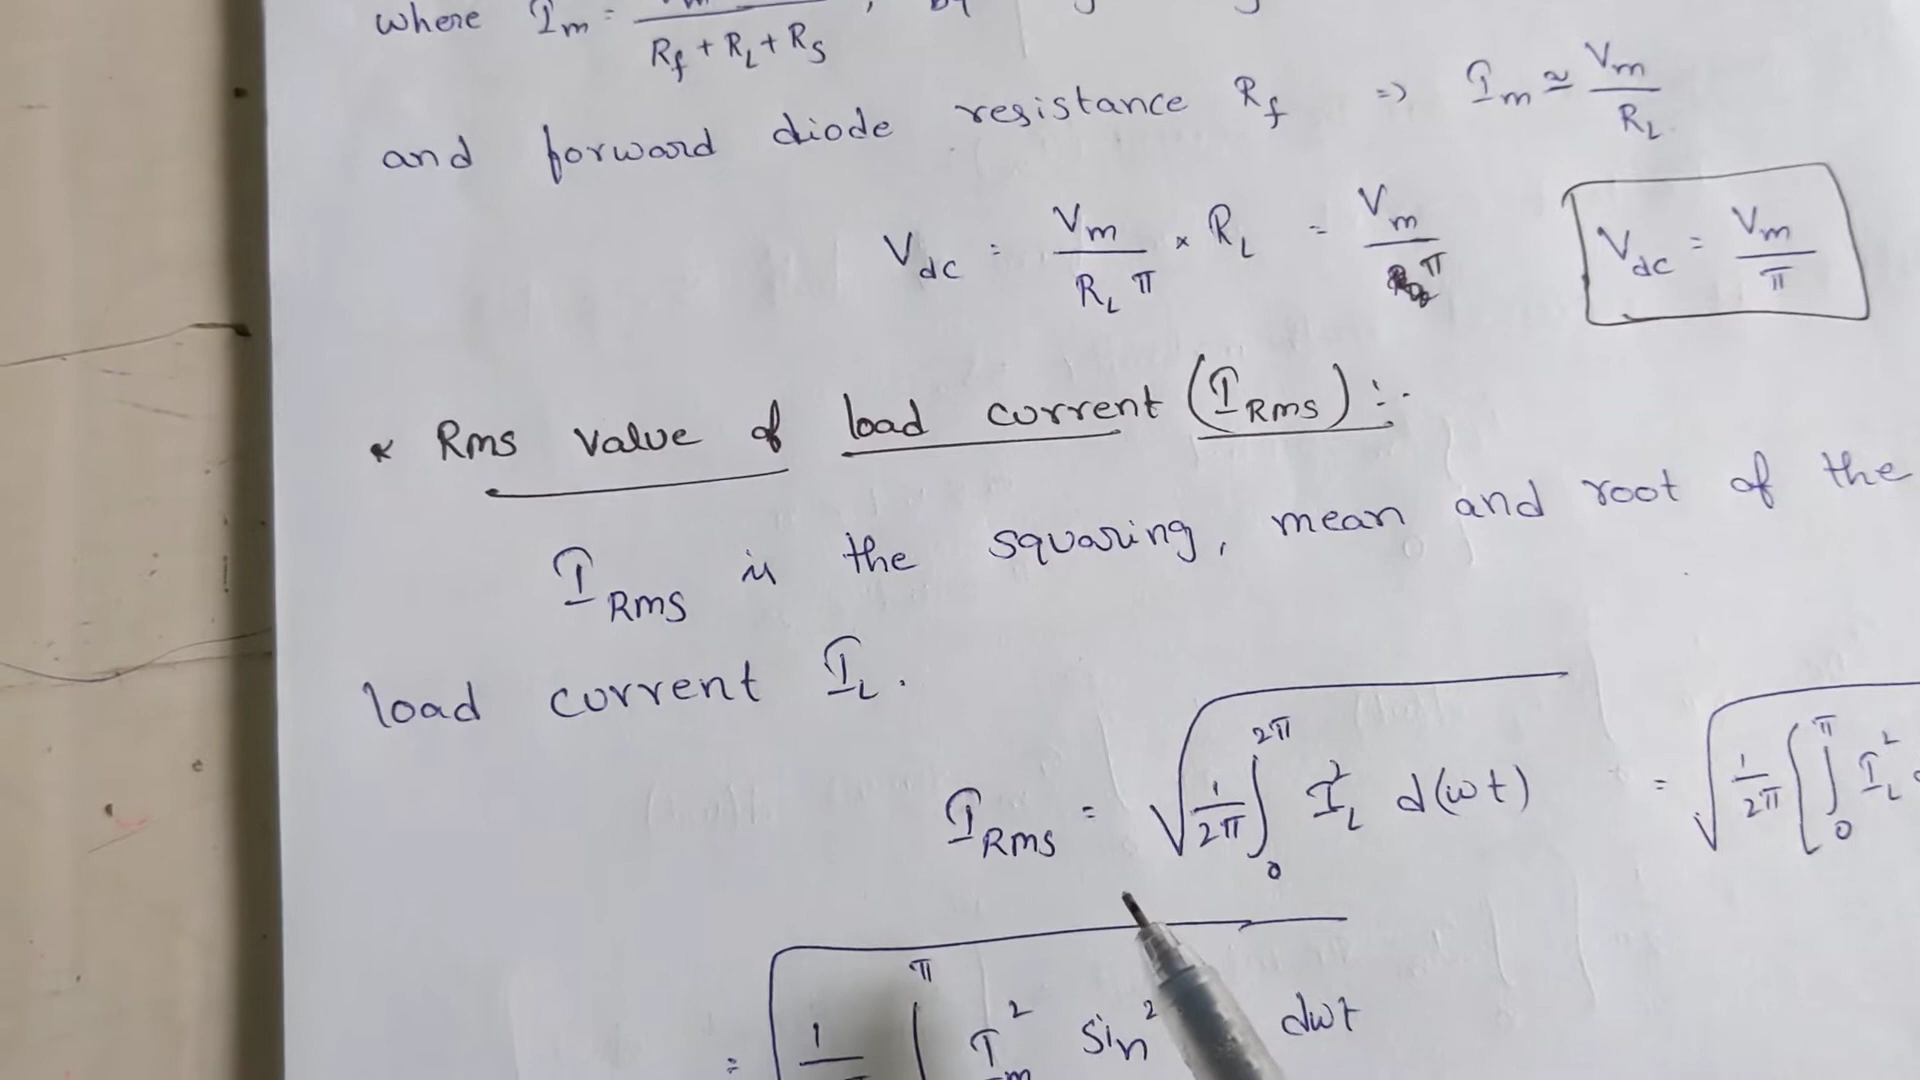 where Im = / Rf + RL + RS ,
and forward diode resistance Rf => Im ≃ Vm / RL
Vdc = Vm / RL π × RL = Vm / π
Vdc = Vm / π
* Rms value of load current (IRms) :-
IRms is the squaring, mean and root of the
load current IL.
IRms = √ 1/2π ∫ 0 2π IL² d(ωt) = √ 1/2π [ ∫ 0 π IL²
= √ 1 ∫ π Im² Sin² dωt